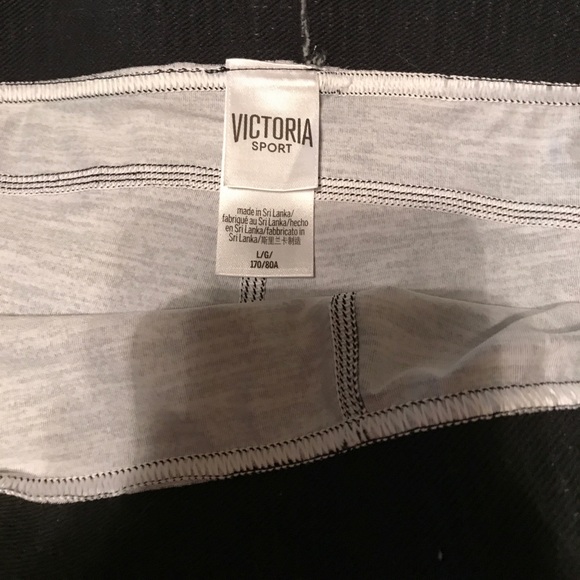 VICTORIA
SPORT
made in Sri Lanka/
fabriqué au Sri Lanka/hecho
en Sri Lanka/fabbricato in
Sri Lanka/斯里兰卡制造
L/G/
170/80A